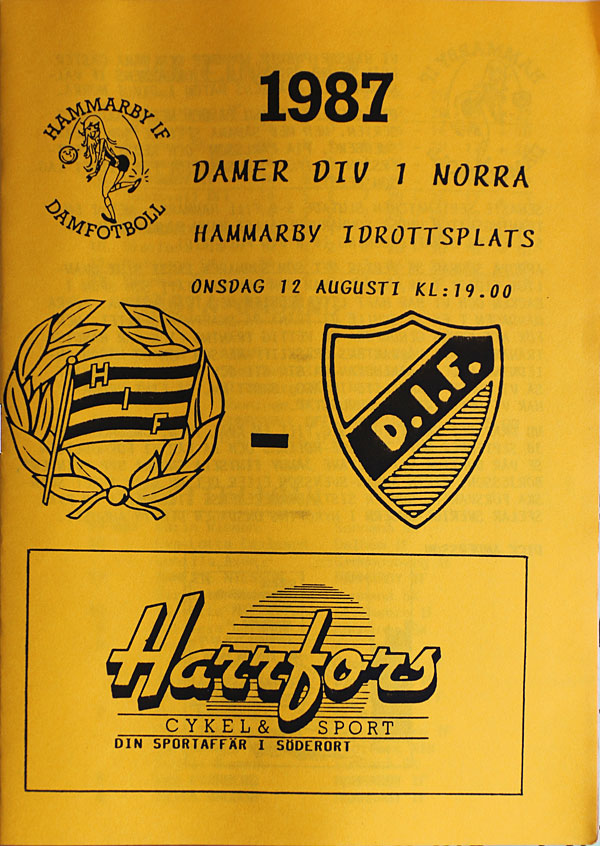 1987
HAMMARBY IF
DAMFOTBOLL
DAMER DIV 1 NORRA
HAMMARBY IDROTTSPLATS
ONSDAG 12 AUGUSTI KL:19.00
H
I
F
-
D.I.F.
Harrfors
CYKEL & SPORT
DIN SPORTAFFÄR I SÖDERORT